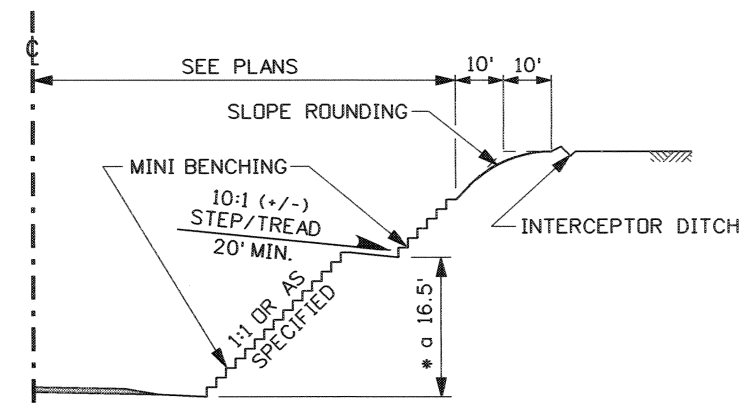 ℄
SEE PLANS
10' 10'
SLOPE ROUNDING
MINI BENCHING
10:1 (+/-)
STEP/TREAD
20' MIN.
INTERCEPTOR DITCH
1:1 OR AS
SPECIFIED
* a 16.5'